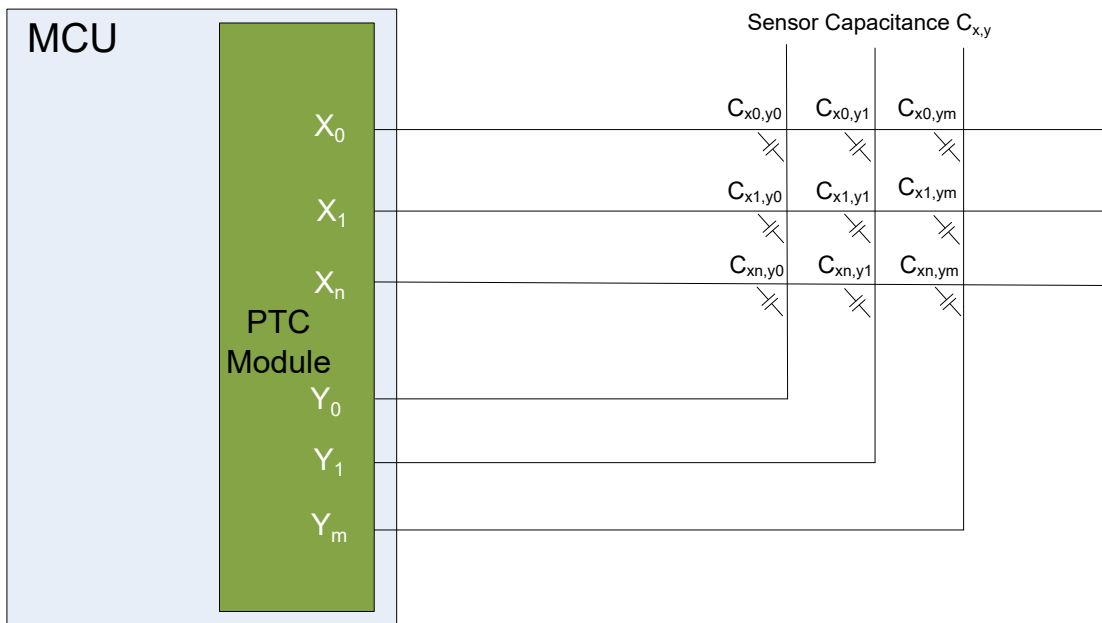 MCU
Sensor Capacitance Cx,y
X0
Cx0,y0 Cx0,y1 Cx0,ym
X1
Cx1,y0 Cx1,y1 Cx1,ym
Xn
Cxn,y0 Cxn,y1 Cxn,ym
PTC
Module
Y0
Y1
Ym